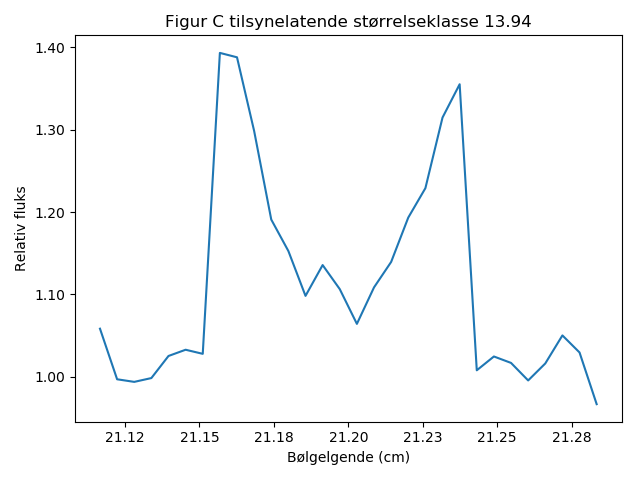 Figur C tilsynelatende størrelseklasse 13.94
1.40
1.30
1.20
1.10
1.00
Relativ fluks
21.12 21.15 21.18 21.20 21.23 21.25 21.28
Bølgelgende (cm)